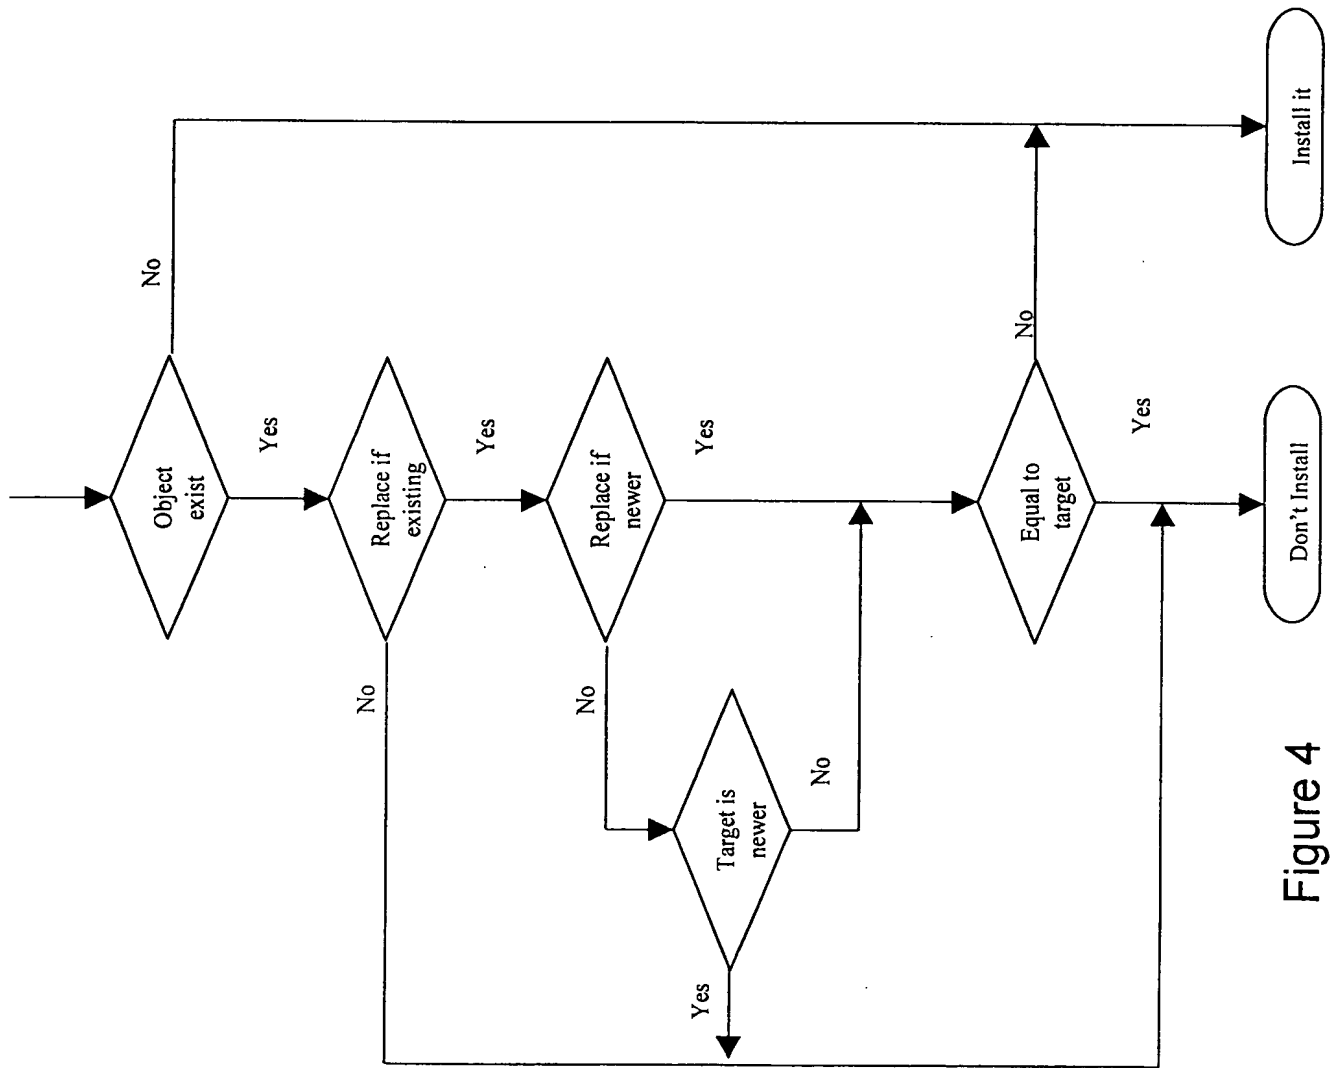 Object
exist
No
Yes
Replace if
existing
No
Yes
Replace if
newer
No
Yes
Target is
newer
Yes
No
Equal to
target
No
Yes
Don't Install
Install it
Figure 4